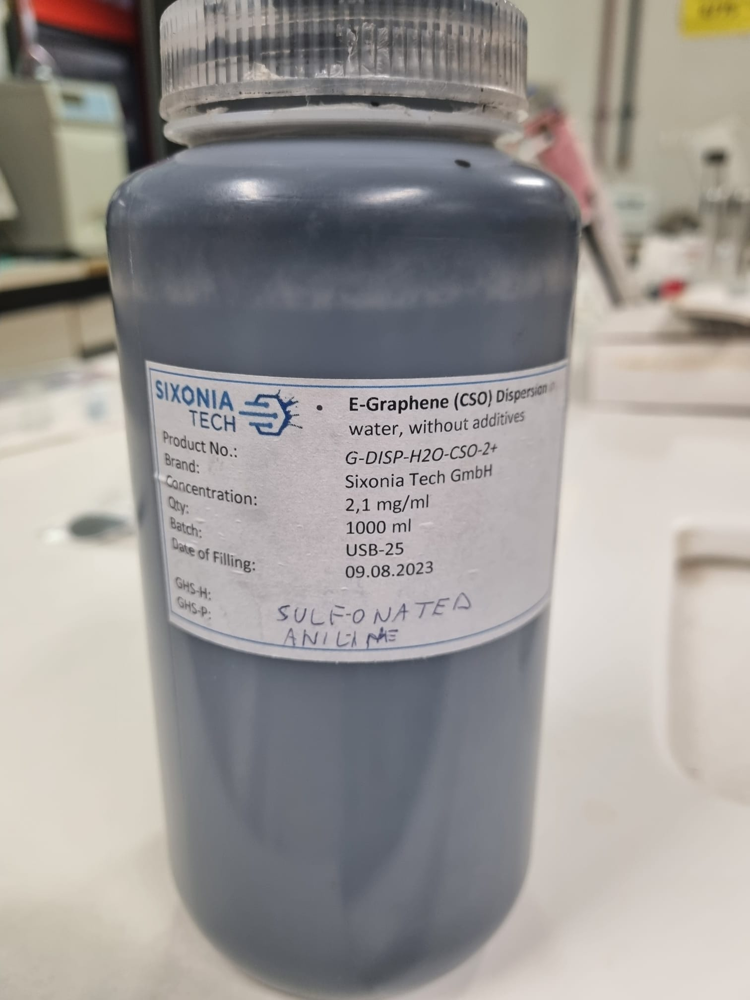 SIXONIA
TECH
E-Graphene (CSO) Dispersion
water, without additives
Product No.: G-DISP-H2O-CSO-2+
Brand: Sixonia Tech GmbH
Concentration: 2,1 mg/ml
Qty: 1000 ml
Batch: USB-25
Date of Filling: 09.08.2023
GHS-H:
GHS-P:
SULFONATED
ANILINE